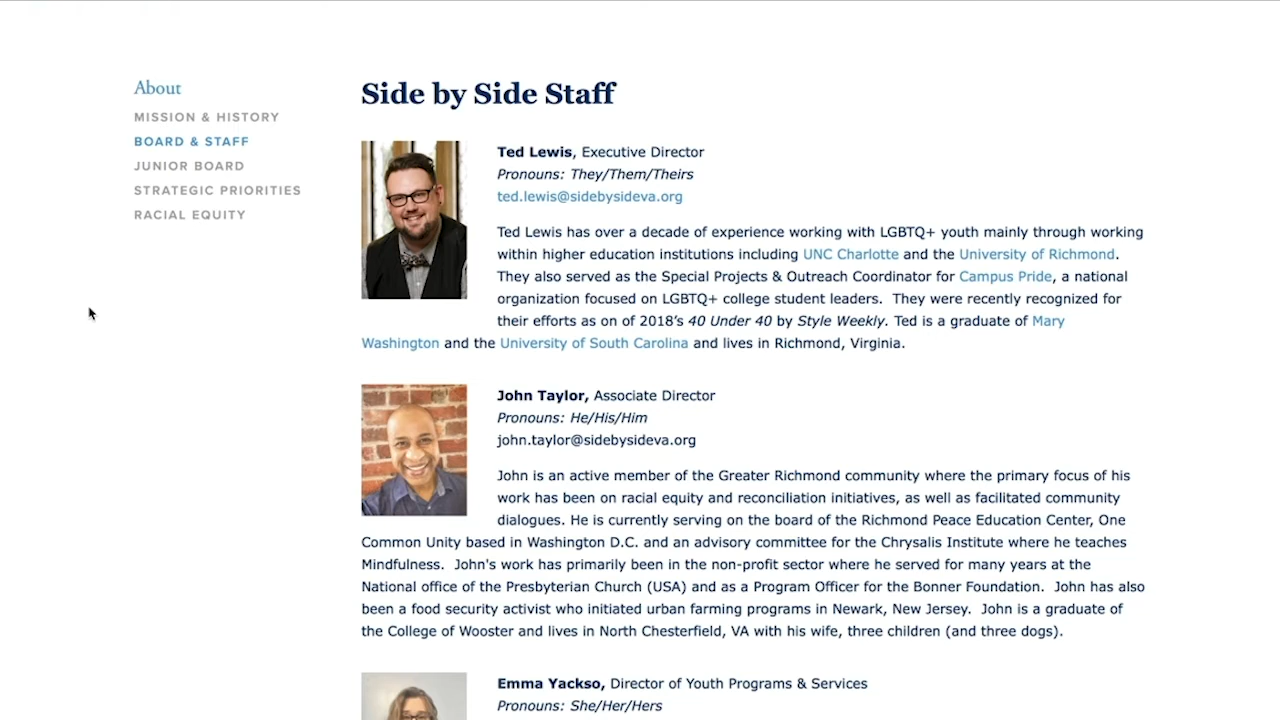 About
MISSION & HISTORY
BOARD & STAFF
JUNIOR BOARD
STRATEGIC PRIORITIES
RACIAL EQUITY
Side by Side Staff
Ted Lewis, Executive Director
Pronouns: They/Them/Theirs
ted.lewis@sidebysideva.org
Ted Lewis has over a decade of experience working with LGBTQ+ youth mainly through working
within higher education institutions including UNC Charlotte and the University of Richmond.
They also served as the Special Projects & Outreach Coordinator for Campus Pride, a national
organization focused on LGBTQ+ college student leaders.  They were recently recognized for
their efforts as on of 2018's 40 Under 40 by Style Weekly. Ted is a graduate of Mary
Washington and the University of South Carolina and lives in Richmond, Virginia.
John Taylor, Associate Director
Pronouns: He/His/Him
john.taylor@sidebysideva.org
John is an active member of the Greater Richmond community where the primary focus of his
work has been on racial equity and reconciliation initiatives, as well as facilitated community
dialogues. He is currently serving on the board of the Richmond Peace Education Center, One
Common Unity based in Washington D.C. and an advisory committee for the Chrysalis Institute where he teaches
Mindfulness.  John's work has primarily been in the non-profit sector where he served for many years at the
National office of the Presbyterian Church (USA) and as a Program Officer for the Bonner Foundation.  John has also
been a food security activist who initiated urban farming programs in Newark, New Jersey.  John is a graduate of
the College of Wooster and lives in North Chesterfield, VA with his wife, three children (and three dogs).
Emma Yackso, Director of Youth Programs & Services
Pronouns: She/Her/Hers